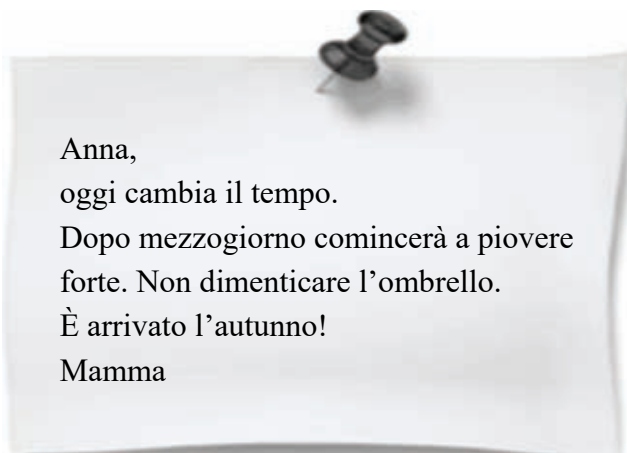 Anna,
oggi cambia il tempo.
Dopo mezzogiorno comincerà a piovere
forte. Non dimenticare l’ombrello.
È arrivato l’autunno!
Mamma